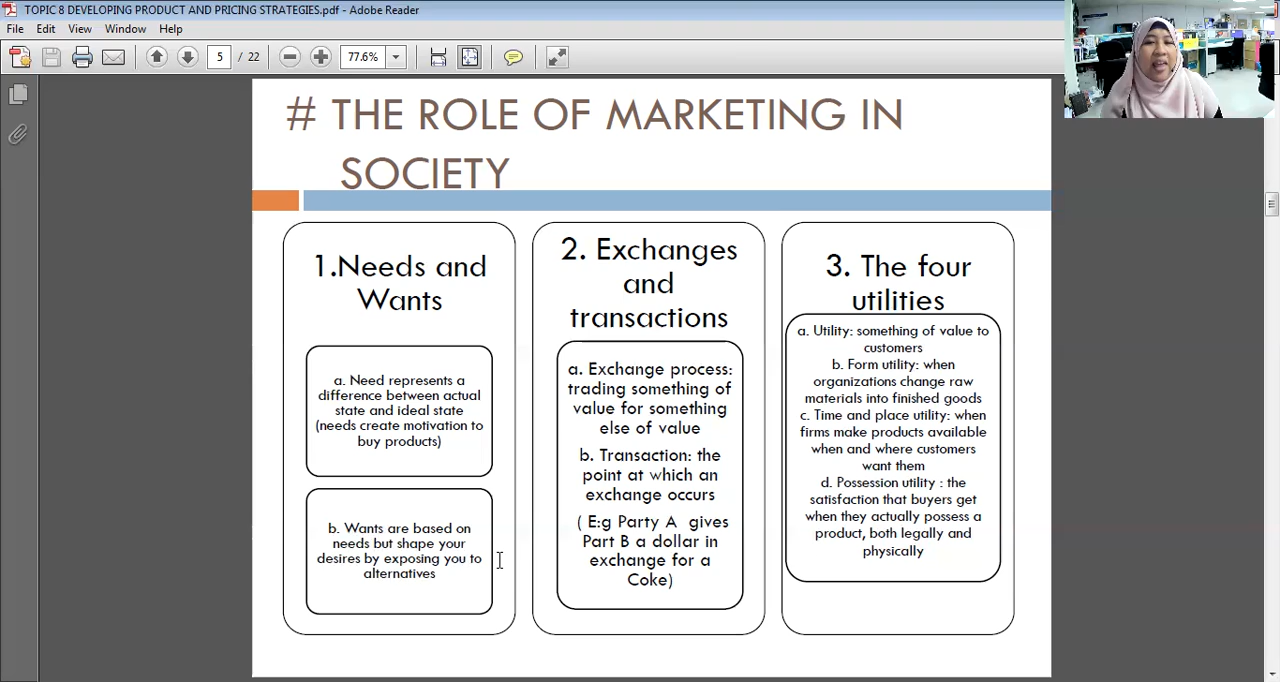 TOPIC 8 DEVELOPING PRODUCT AND PRICING STRATEGIES.pdf - Adobe Reader
File Edit View Window Help
5 / 22 77.6%
# THE ROLE OF MARKETING IN
SOCIETY
1.Needs and
Wants
a. Need represents a
difference between actual
state and ideal state
(needs create motivation to
buy products)
b. Wants are based on
needs but shape your
desires by exposing you to
alternatives
2. Exchanges
and
transactions
a. Exchange process:
trading something of
value for something
else of value
b. Transaction: the
point at which an
exchange occurs
( E:g Party A gives
Part B a dollar in
exchange for a
Coke)
3. The four
utilities
a. Utility: something of value to
customers
b. Form utility: when
organizations change raw
materials into finished goods
c. Time and place utility: when
firms make products available
when and where customers
want them
d. Possession utility : the
satisfaction that buyers get
when they actually possess a
product, both legally and
physically